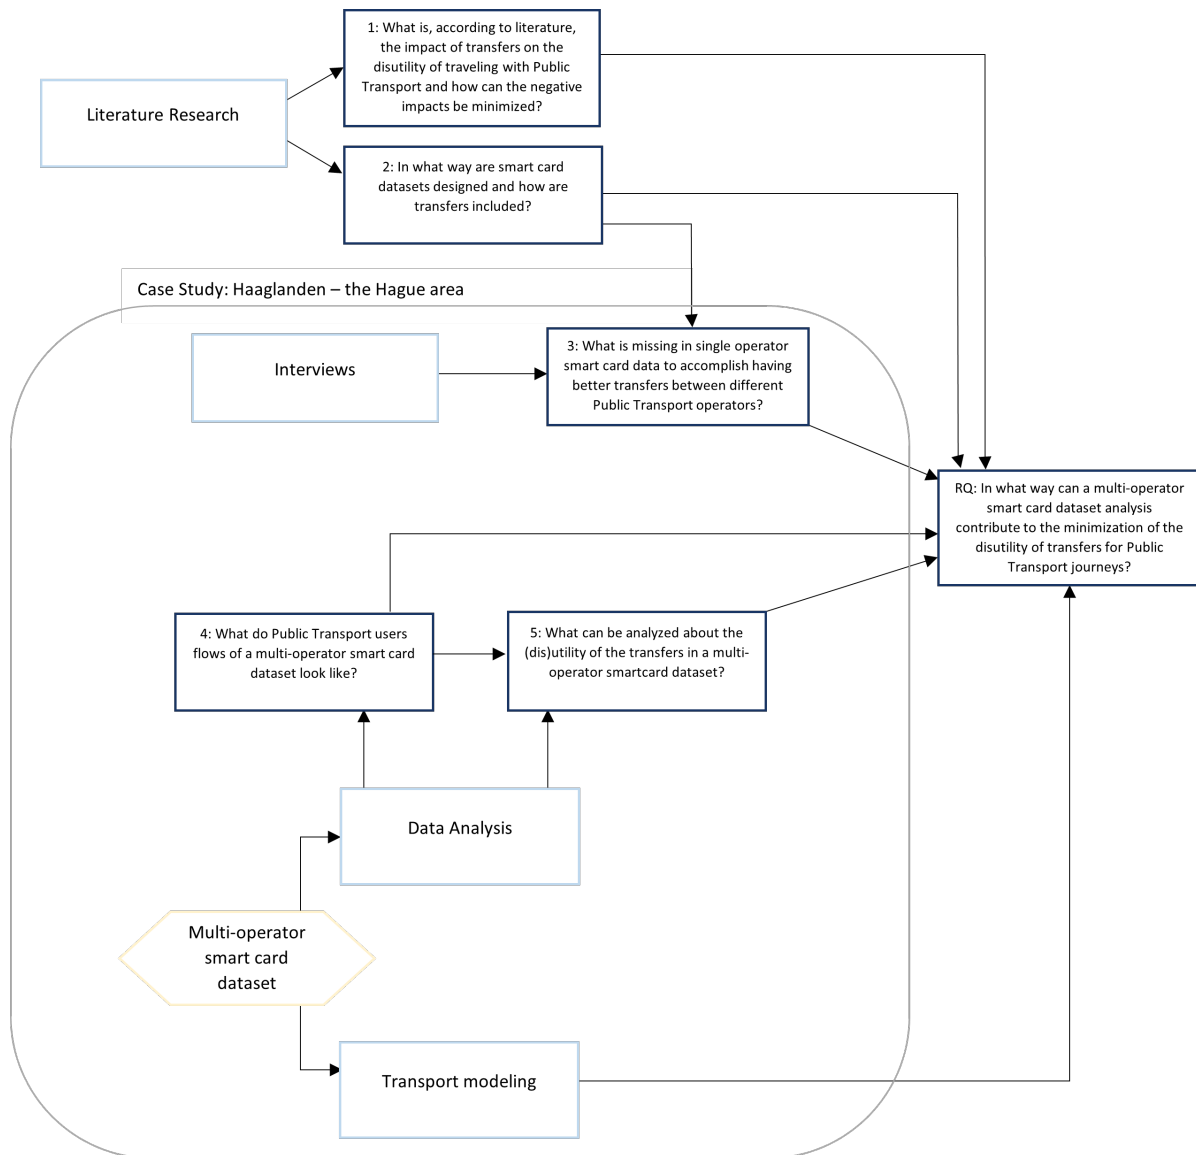 1: What is, according to literature,
the impact of transfers on the
disutility of traveling with Public
Transport and how can the negative
impacts be minimized?
Literature Research
2: In what way are smart card
datasets designed and how are
transfers included?
Case Study: Haaglanden – the Hague area
Interviews
3: What is missing in single operator
smart card data to accomplish having
better transfers between different
Public Transport operators?
RQ: In what way can a multi-operator
smart card dataset analysis
contribute to the minimization of the
disutility of transfers for Public
Transport journeys?
4: What do Public Transport users
flows of a multi-operator smart card
dataset look like?
5: What can be analyzed about the
(dis)utility of the transfers in a multi-
operator smartcard dataset?
Data Analysis
Multi-operator
smart card
dataset
Transport modeling